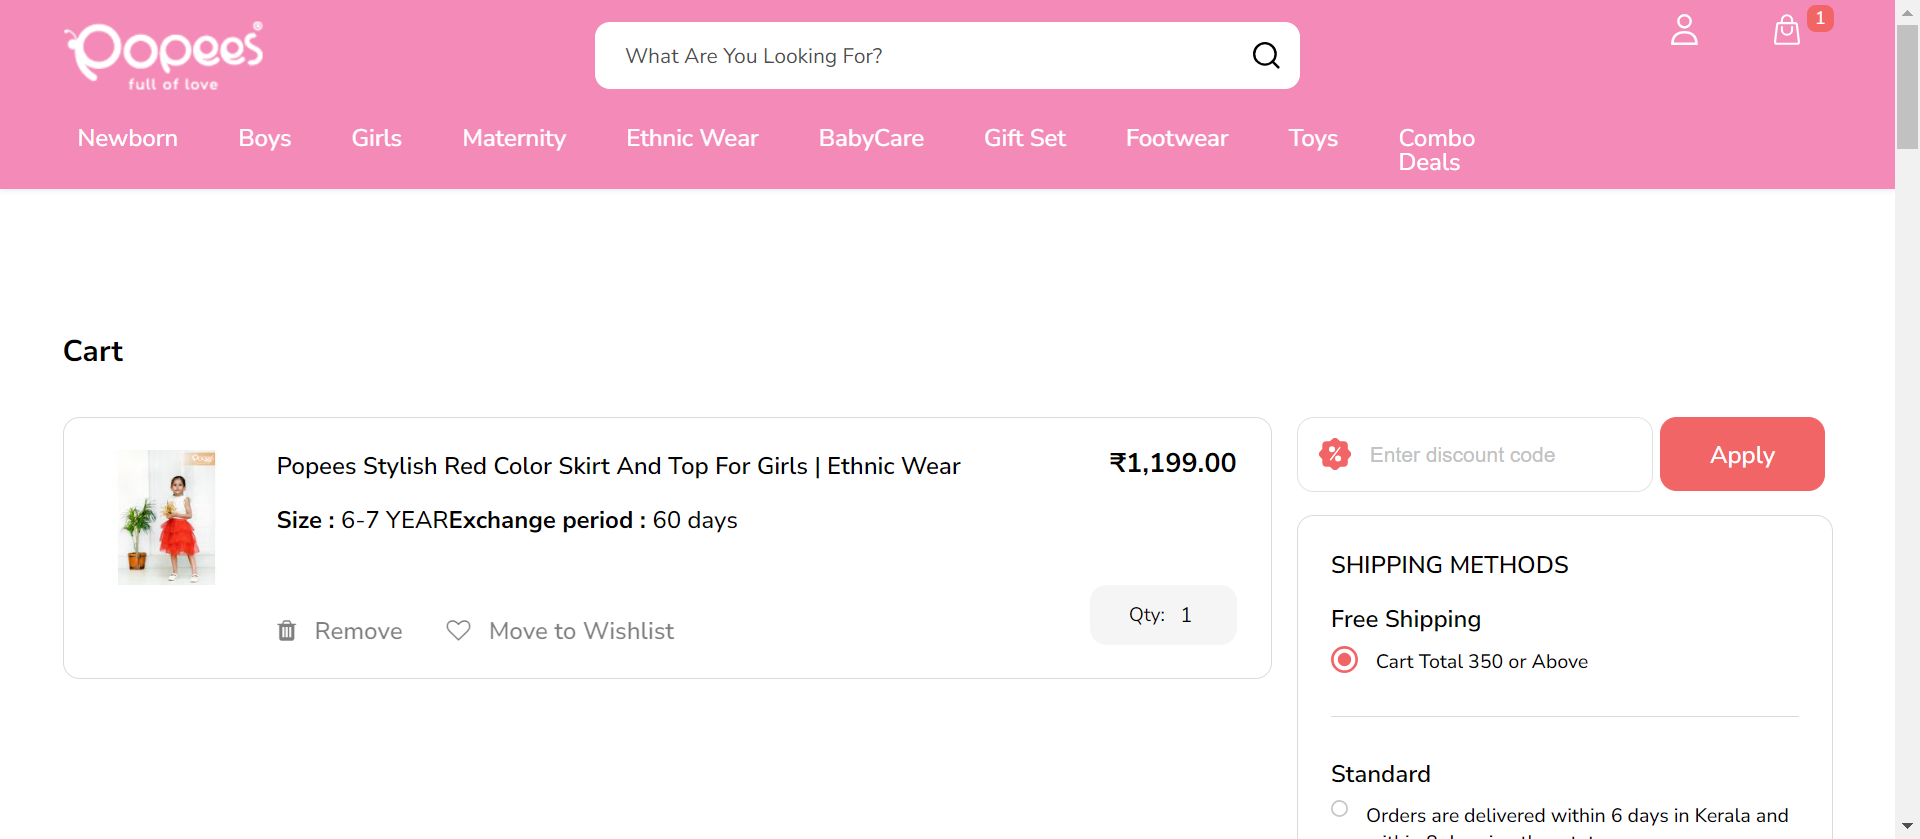 Popees®
full of love
What Are You Looking For?
1
Newborn
Boys
Girls
Maternity
Ethnic Wear
BabyCare
Gift Set
Footwear
Toys
Combo
Deals
Cart
Popees Stylish Red Color Skirt And Top For Girls | Ethnic Wear
₹1,199.00
Size : 6-7 YEARExchange period : 60 days
Remove
Move to Wishlist
Qty: 1
Enter discount code
Apply
SHIPPING METHODS
Free Shipping
Cart Total 350 or Above
Standard
Orders are delivered within 6 days in Kerala and